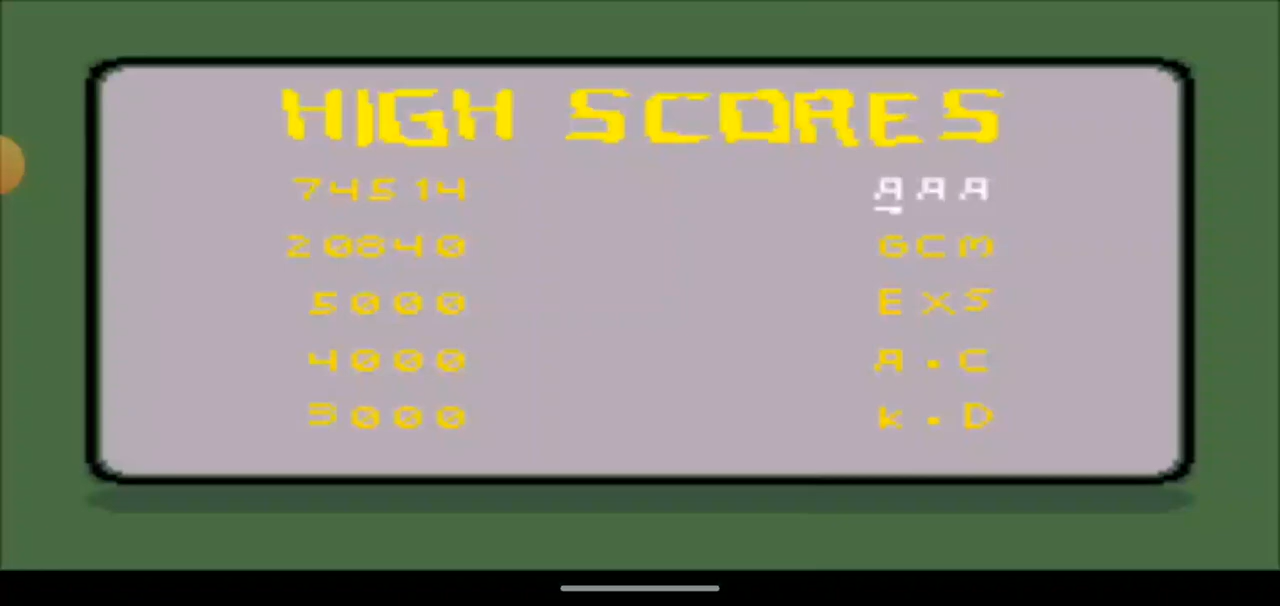 HIGH SCORES
74514 AAA
20840 GCM
5000 EXS
4000 A.C
3000 K.D